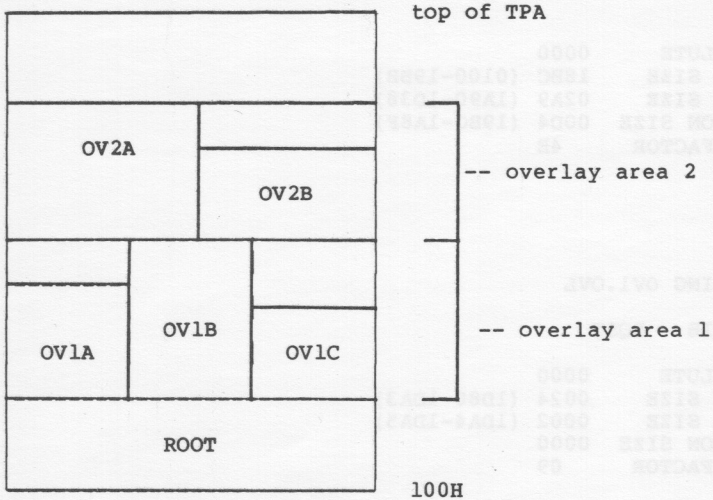 top of TPA
OV2A
OV2B
-- overlay area 2
OV1A
OV1B
OV1C
-- overlay area 1
ROOT
100H